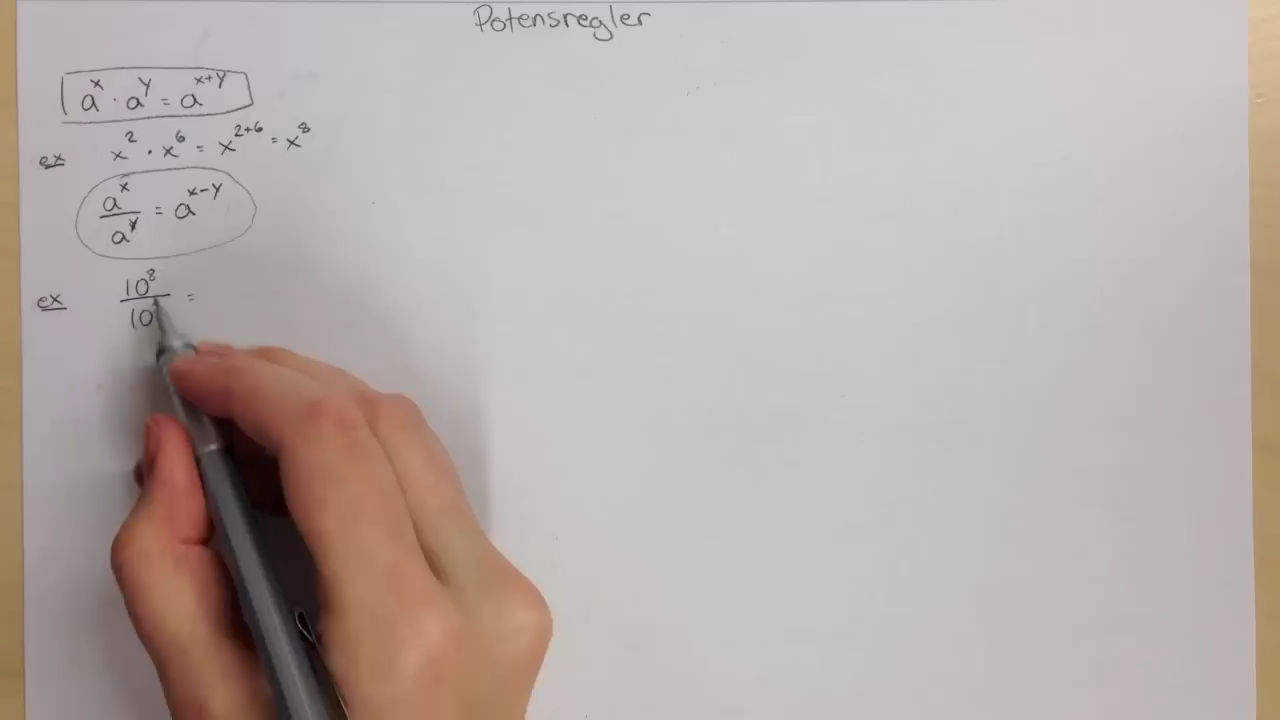 Potensregler
a^x · a^y = a^{x+y}
ex x^2 · x^6 = x^{2+6} = x^8
a^x / a^y = a^{x-y}
ex 10^8 / 10 =